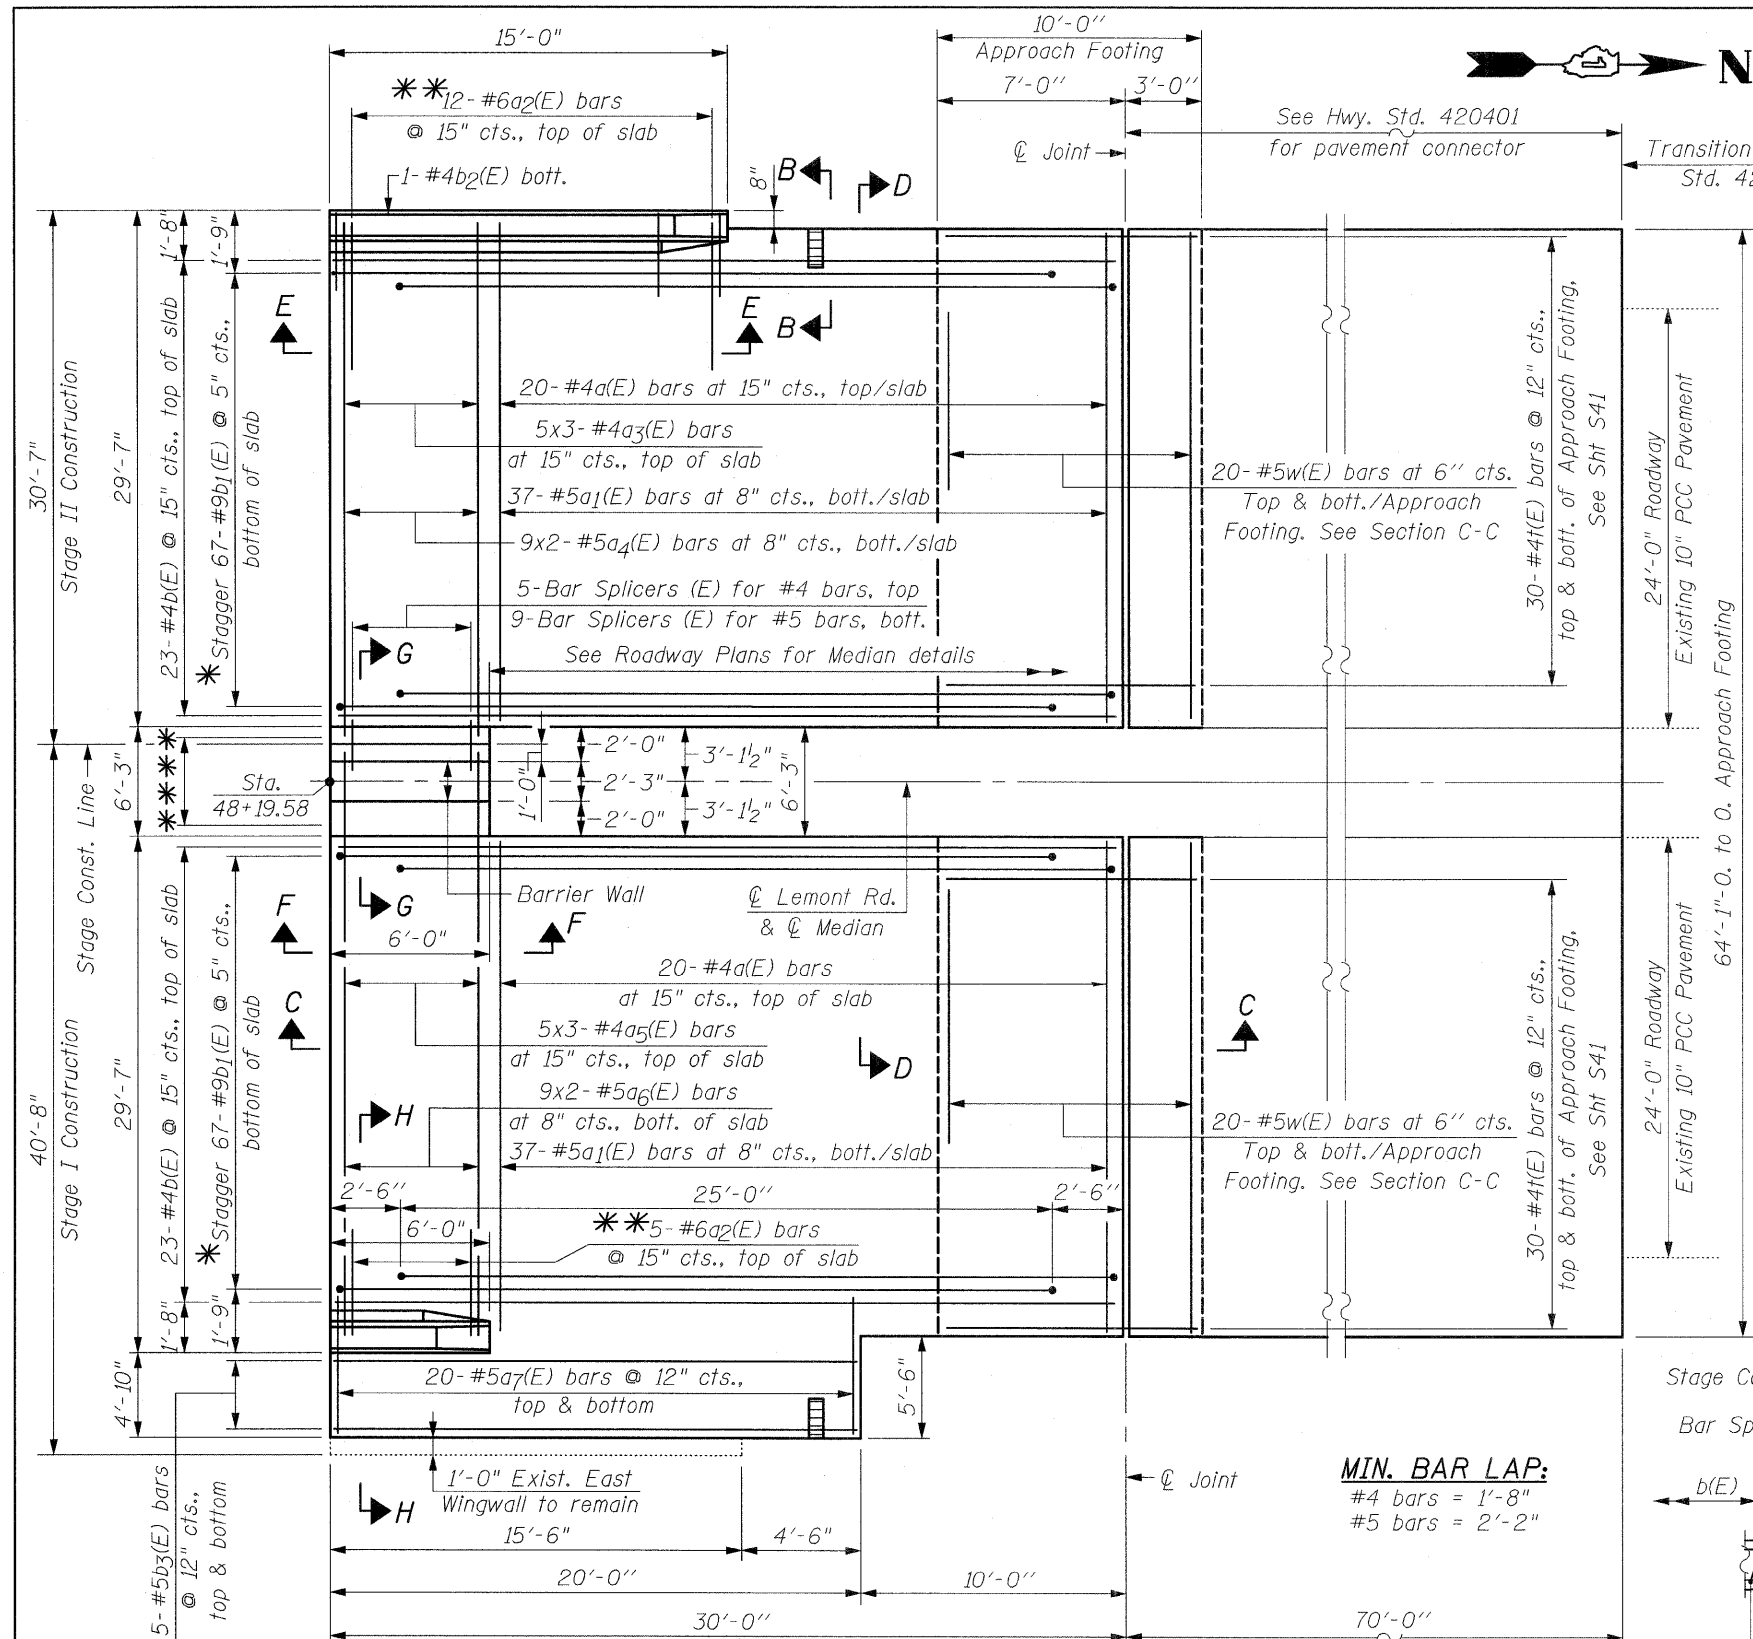 15'-0"
10'-0"
Approach Footing
7'-0"
3'-0"
N
**12-#6a2(E) bars
@ 15" cts., top of slab
See Hwy. Std. 420401
for pavement connector
℄ Joint
Transition
Std. 42
1-#4b2(E) bott.
8"
B
D
1'-8"
1'-9"
E
E
B
30'-7"
Stage II Construction
29'-7"
23-#4b(E) @ 15" cts., top of slab
*Stagger 67-#9b1(E) @ 5" cts.,
bottom of slab
20-#4a(E) bars at 15" cts., top/slab
5x3-#4a3(E) bars
at 15" cts., top of slab
37-#5a1(E) bars at 8" cts., bott./slab
9x2-#5a4(E) bars at 8" cts., bott./slab
5-Bar Splicers (E) for #4 bars, top
9-Bar Splicers (E) for #5 bars, bott.
G
See Roadway Plans for Median details
20-#5w(E) bars at 6" cts.
Top & bott./Approach
Footing. See Section C-C
30-#4t(E) bars @ 12" cts.,
top & bott. of Approach Footing,
See Sht S41
24'-0" Roadway
Existing 10" PCC Pavement
64'-1" O. to O. Approach Footing
Stage Const. Line
6'-3"
****
Sta.
48+19.58
1'-0"
2'-0"
2'-3"
2'-0"
3'-1½"
3'-1½"
6'-3"
Barrier Wall
℄ Lemont Rd.
& ℄ Median
G
F
F
6'-0"
C
C
40'-8"
Stage I Construction
29'-7"
23-#4b(E) @ 15" cts., top of slab
*Stagger 67-#9b1(E) @ 5" cts.,
bottom of slab
20-#4a(E) bars
at 15" cts., top of slab
5x3-#4a5(E) bars
at 15" cts., top of slab
D
9x2-#5a6(E) bars
at 8" cts., bott. of slab
H
37-#5a1(E) bars at 8" cts., bott./slab
20-#5w(E) bars at 6" cts.
Top & bott./Approach
Footing. See Section C-C
30-#4t(E) bars @ 12" cts.,
top & bott. of Approach Footing,
See Sht S41
24'-0" Roadway
Existing 10" PCC Pavement
2'-6"
25'-0"
2'-6"
6'-0"
**5-#6a2(E) bars
@ 15" cts., top of slab
1'-8"
1'-9"
4'-10"
20-#5a7(E) bars @ 12" cts.,
top & bottom
5'-6"
Stage Co
Bar Sp
b(E)
5-#5b3(E) bars
@ 12" cts.,
top & bottom
H
1'-0" Exist. East
Wingwall to remain
℄ Joint
MIN. BAR LAP:
#4 bars = 1'-8"
#5 bars = 2'-2"
15'-6"
4'-6"
20'-0"
10'-0"
30'-0"
70'-0"